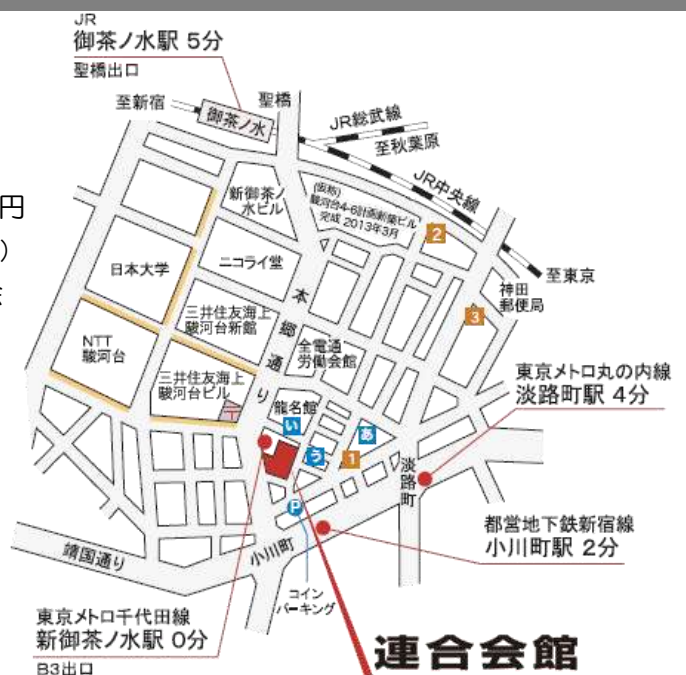 JR
御茶ノ水駅 5分
聖橋出口
至新宿
御茶ノ水
聖橋
JR総武線
至秋葉原
JR中央線
至東京
円
)
新御茶ノ
水ビル
(仮称)
駿河台4-6計画新築ビル
完成 2013年3月
2
日本大学
ニコライ堂
神田
郵便局
3
本郷通り
三井住友海上
駿河台新館
NTT
駿河台
全電通
労働会館
三井住友海上
駿河台ビル
東京メトロ丸の内線
淡路町駅 4分
龍名館
い
あ
う
1
淡路町
P
都営地下鉄新宿線
小川町駅 2分
靖国通り
小川町
コイン
パーキング
東京メトロ千代田線
新御茶ノ水駅 0分
B3出口
連合会館